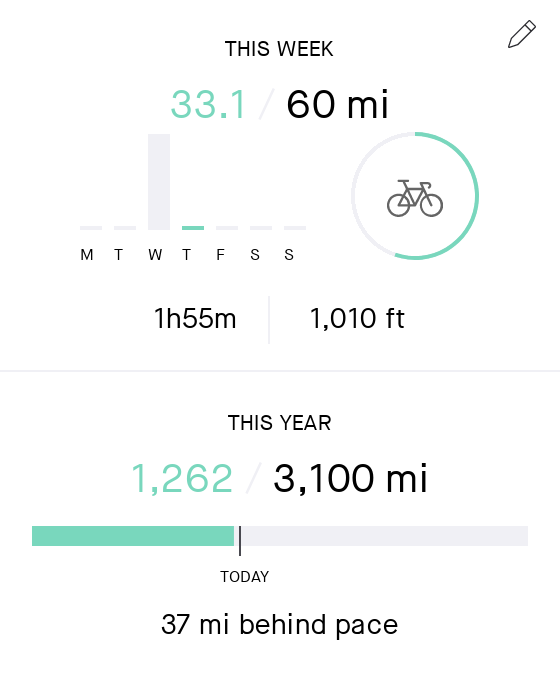 THIS WEEK
33.1 / 60 mi
M T W T F S S
1h55m 1,010 ft
THIS YEAR
1,262 / 3,100 mi
TODAY
37 mi behind pace